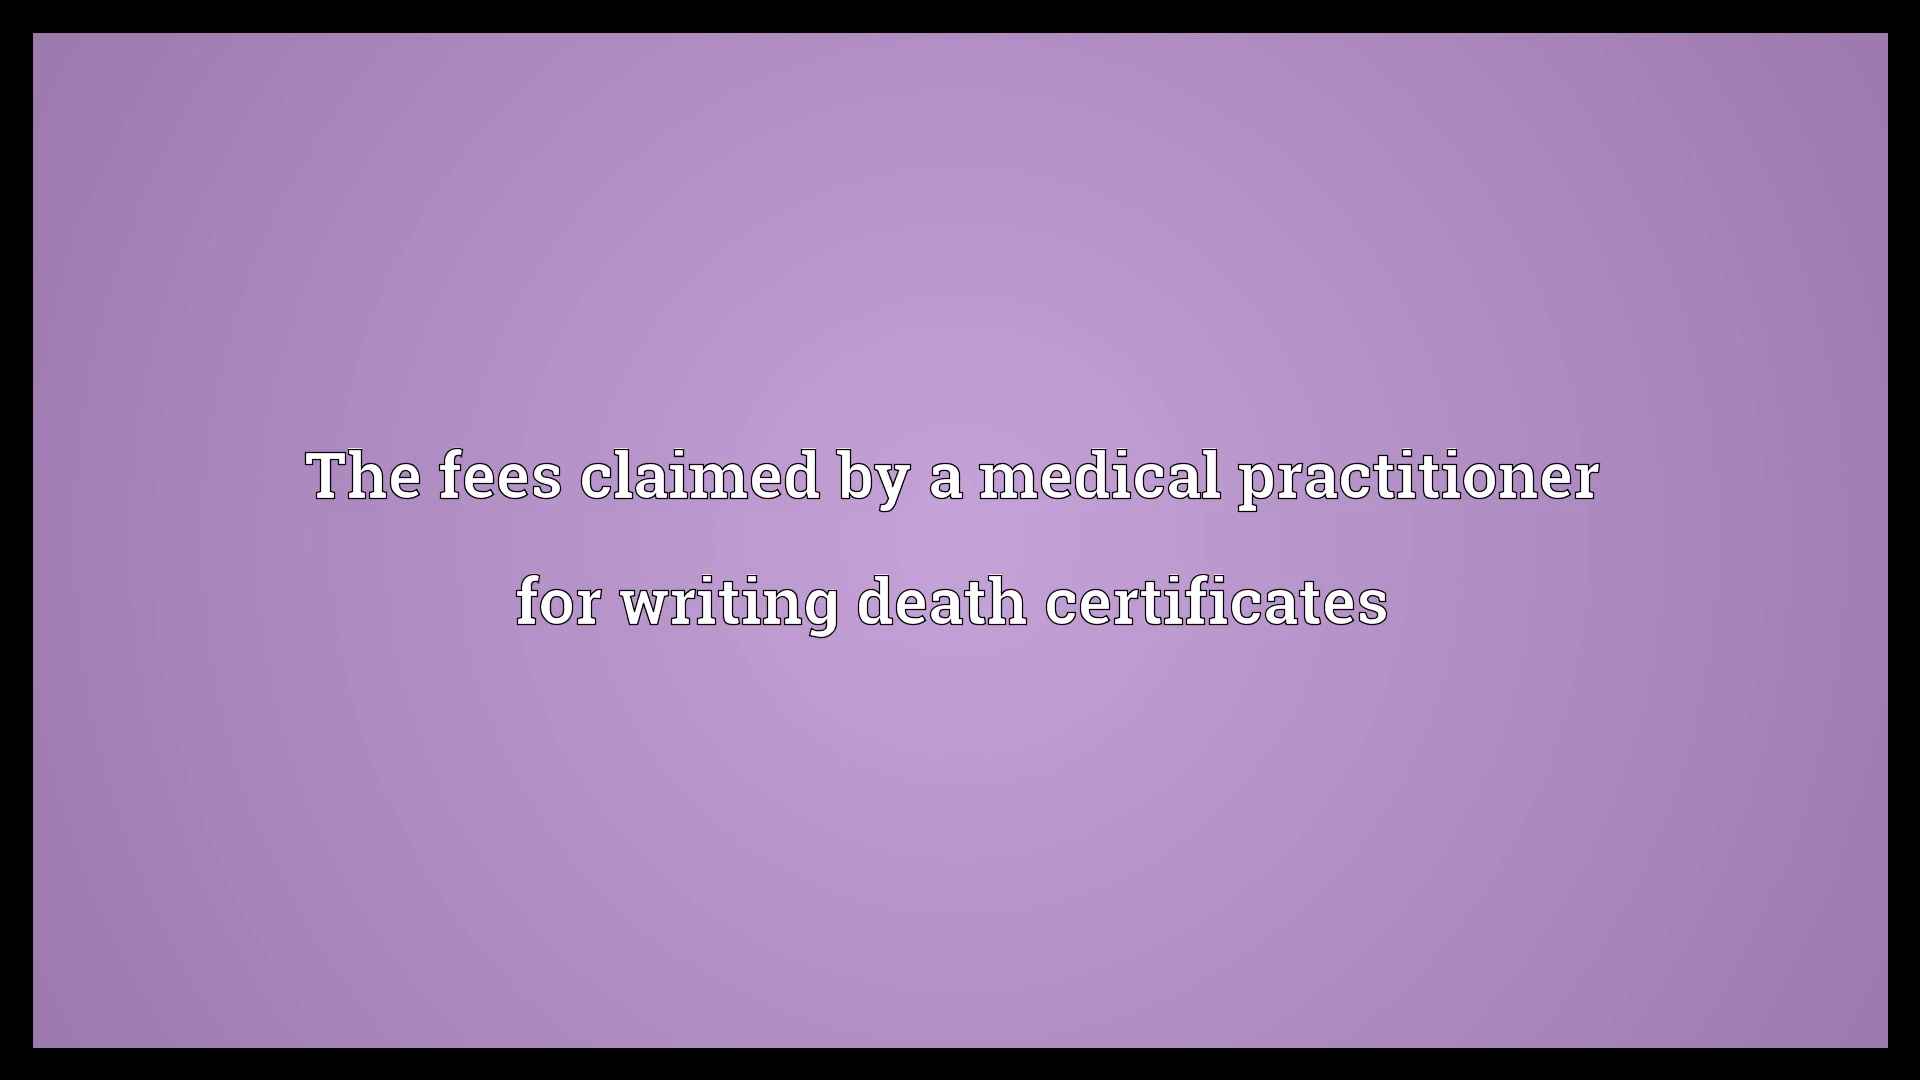 The fees claimed by a medical practitioner
for writing death certificates